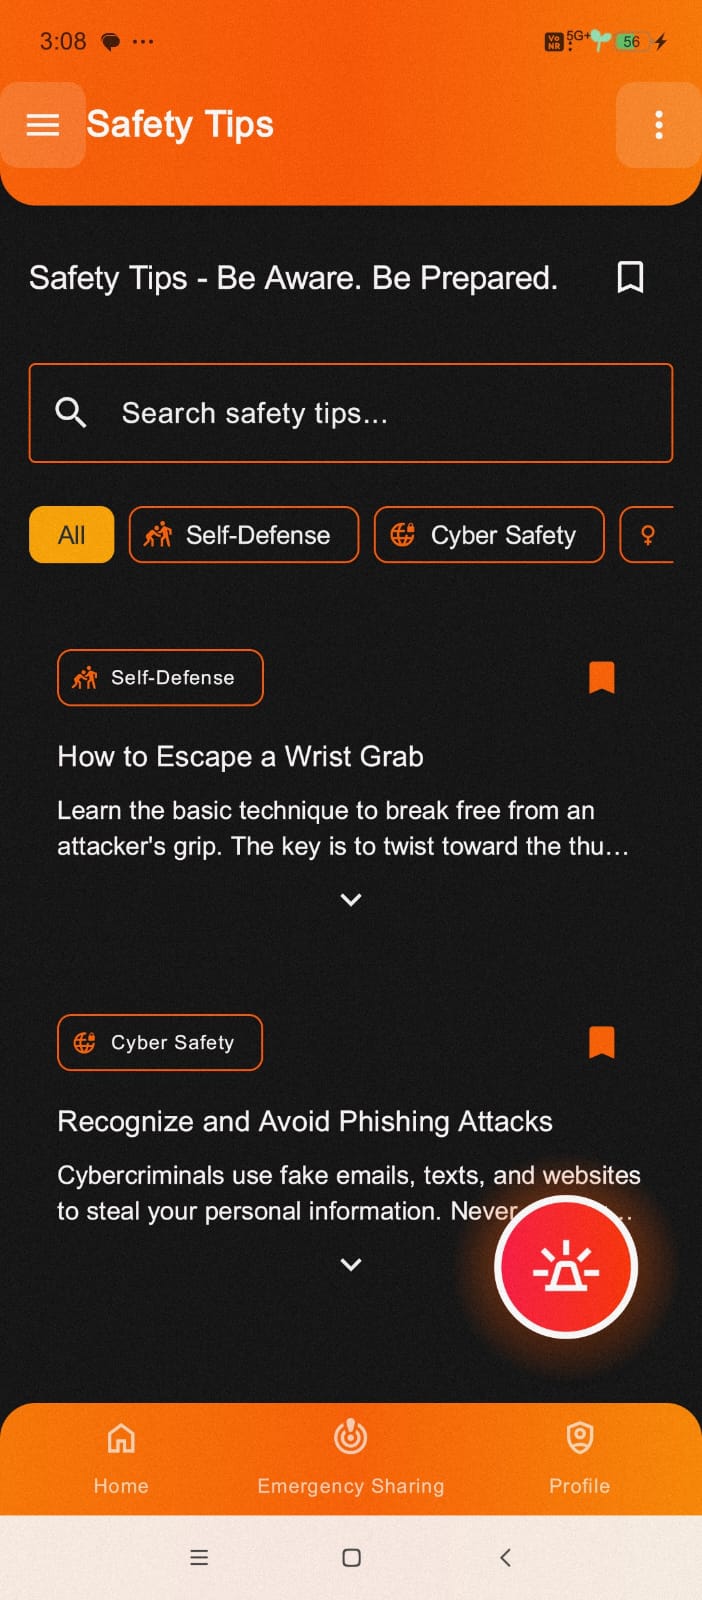 3:08
Vo NR 5G+ 56
Safety Tips
Safety Tips - Be Aware. Be Prepared.
Search safety tips...
All Self-Defense Cyber Safety
Self-Defense
How to Escape a Wrist Grab
Learn the basic technique to break free from an
attacker's grip. The key is to twist toward the thu...
Cyber Safety
Recognize and Avoid Phishing Attacks
Cybercriminals use fake emails, texts, and websites
to steal your personal information. Never
Home Emergency Sharing Profile